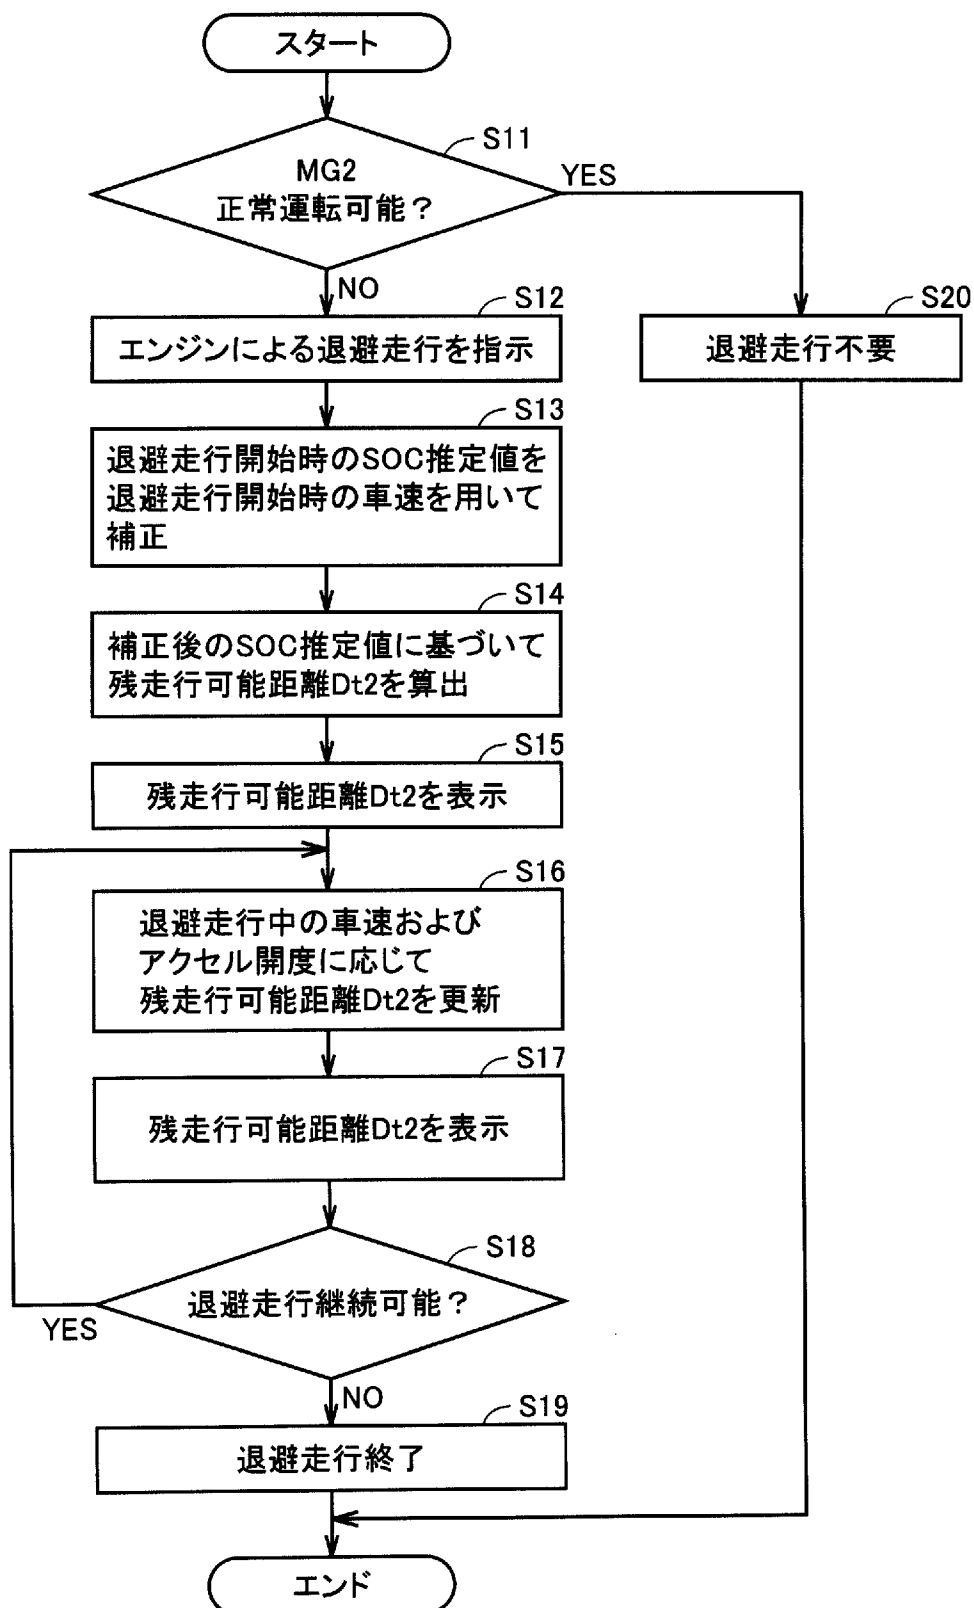 スタート
S11
MG2
正常運転可能？
YES
NO
S12
エンジンによる退避走行を指示
S20
退避走行不要
S13
退避走行開始時のSOC推定値を
退避走行開始時の車速を用いて
補正
S14
補正後のSOC推定値に基づいて
残走行可能距離Dt2を算出
S15
残走行可能距離Dt2を表示
S16
退避走行中の車速および
アクセル開度に応じて
残走行可能距離Dt2を更新
S17
残走行可能距離Dt2を表示
S18
退避走行継続可能？
YES
NO
S19
退避走行終了
エンド